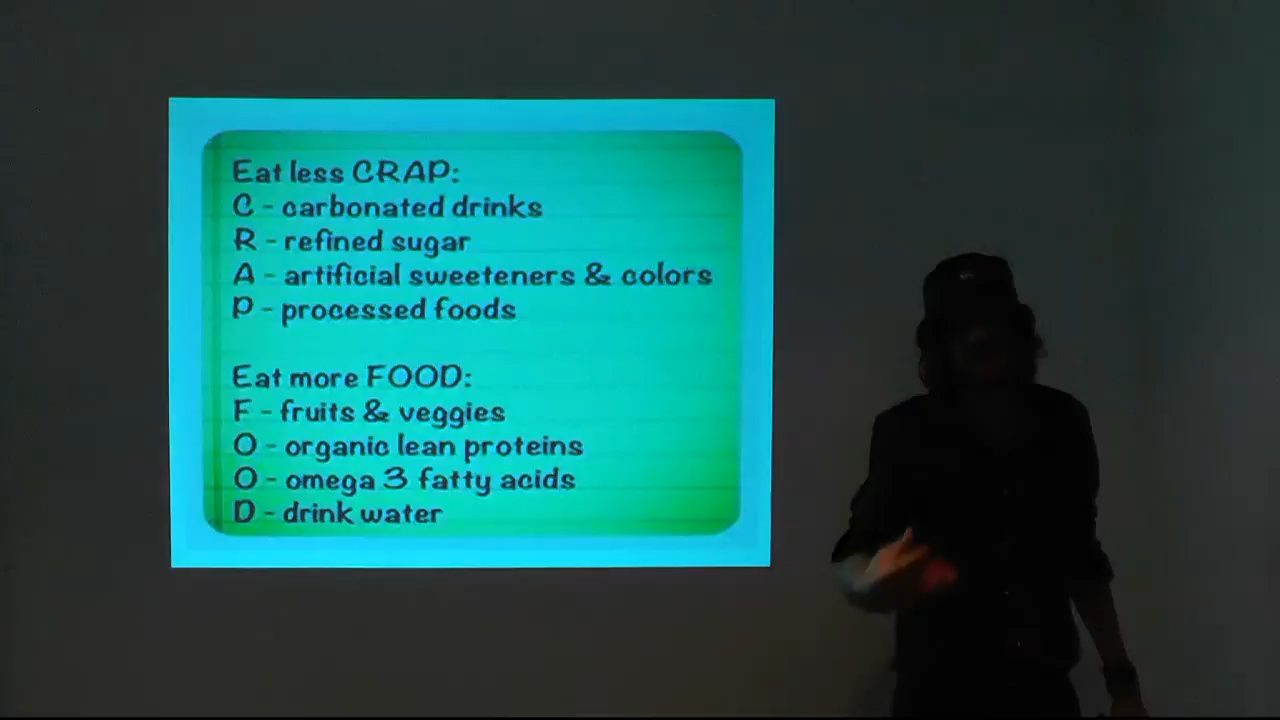 Eat less CRAP:
C - carbonated drinks
R - refined sugar
A - artificial sweeteners & colors
P - processed foods
Eat more FOOD:
F - fruits & veggies
O - organic lean proteins
O - omega 3 fatty acids
D - drink water